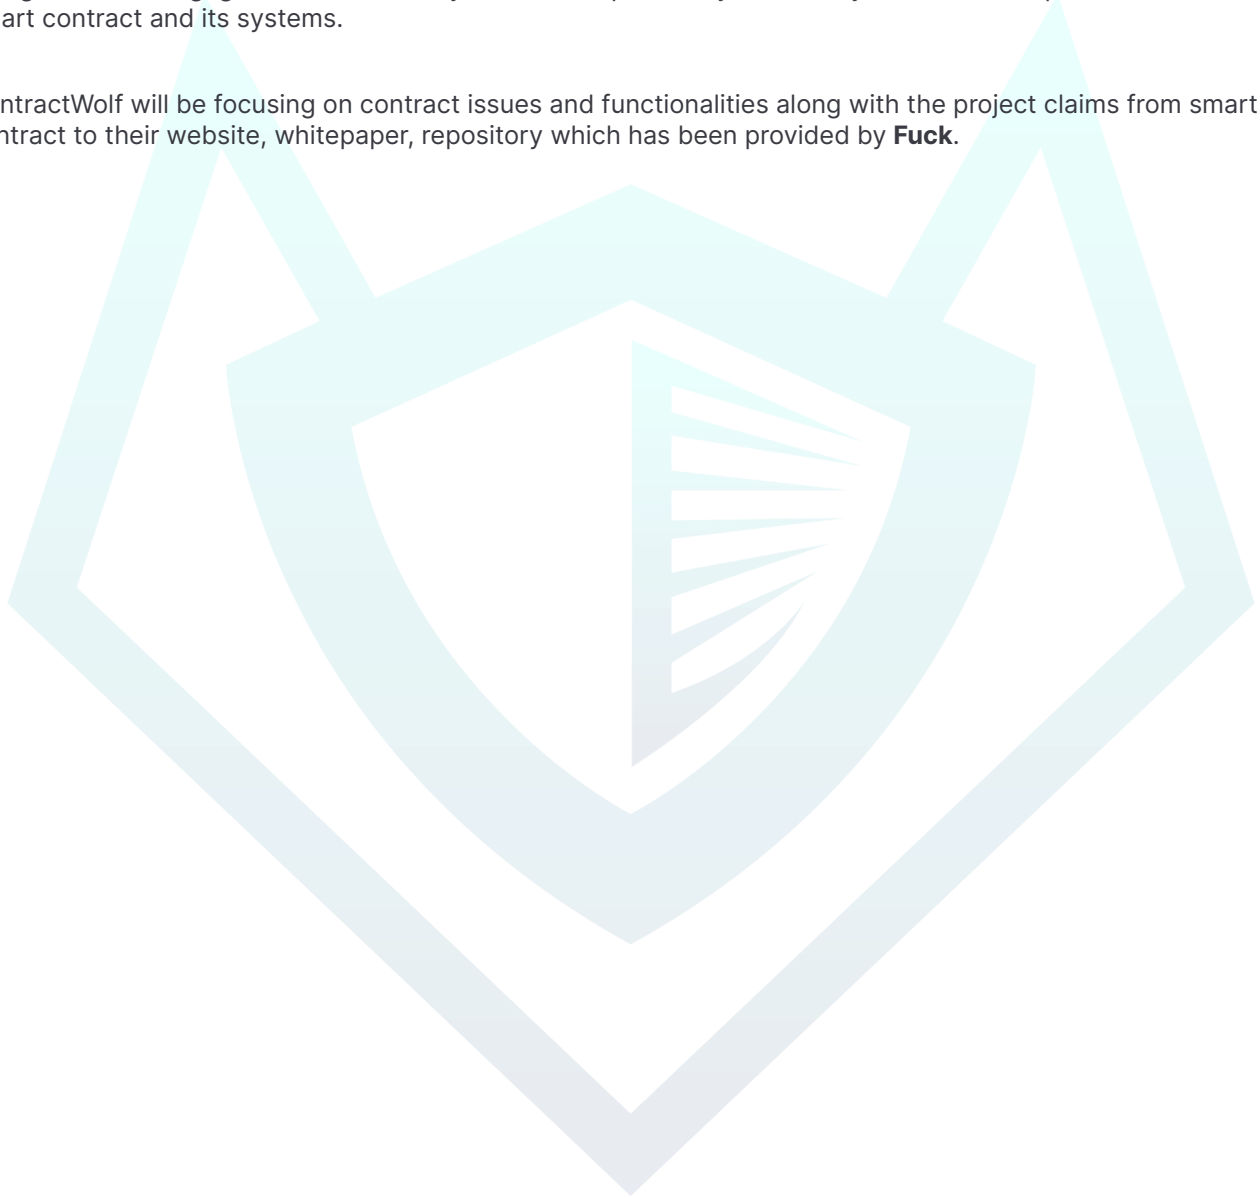 art contract and its systems.
ntractWolf will be focusing on contract issues and functionalities along with the project claims from smart
ntract to their website, whitepaper, repository which has been provided by Fuck.